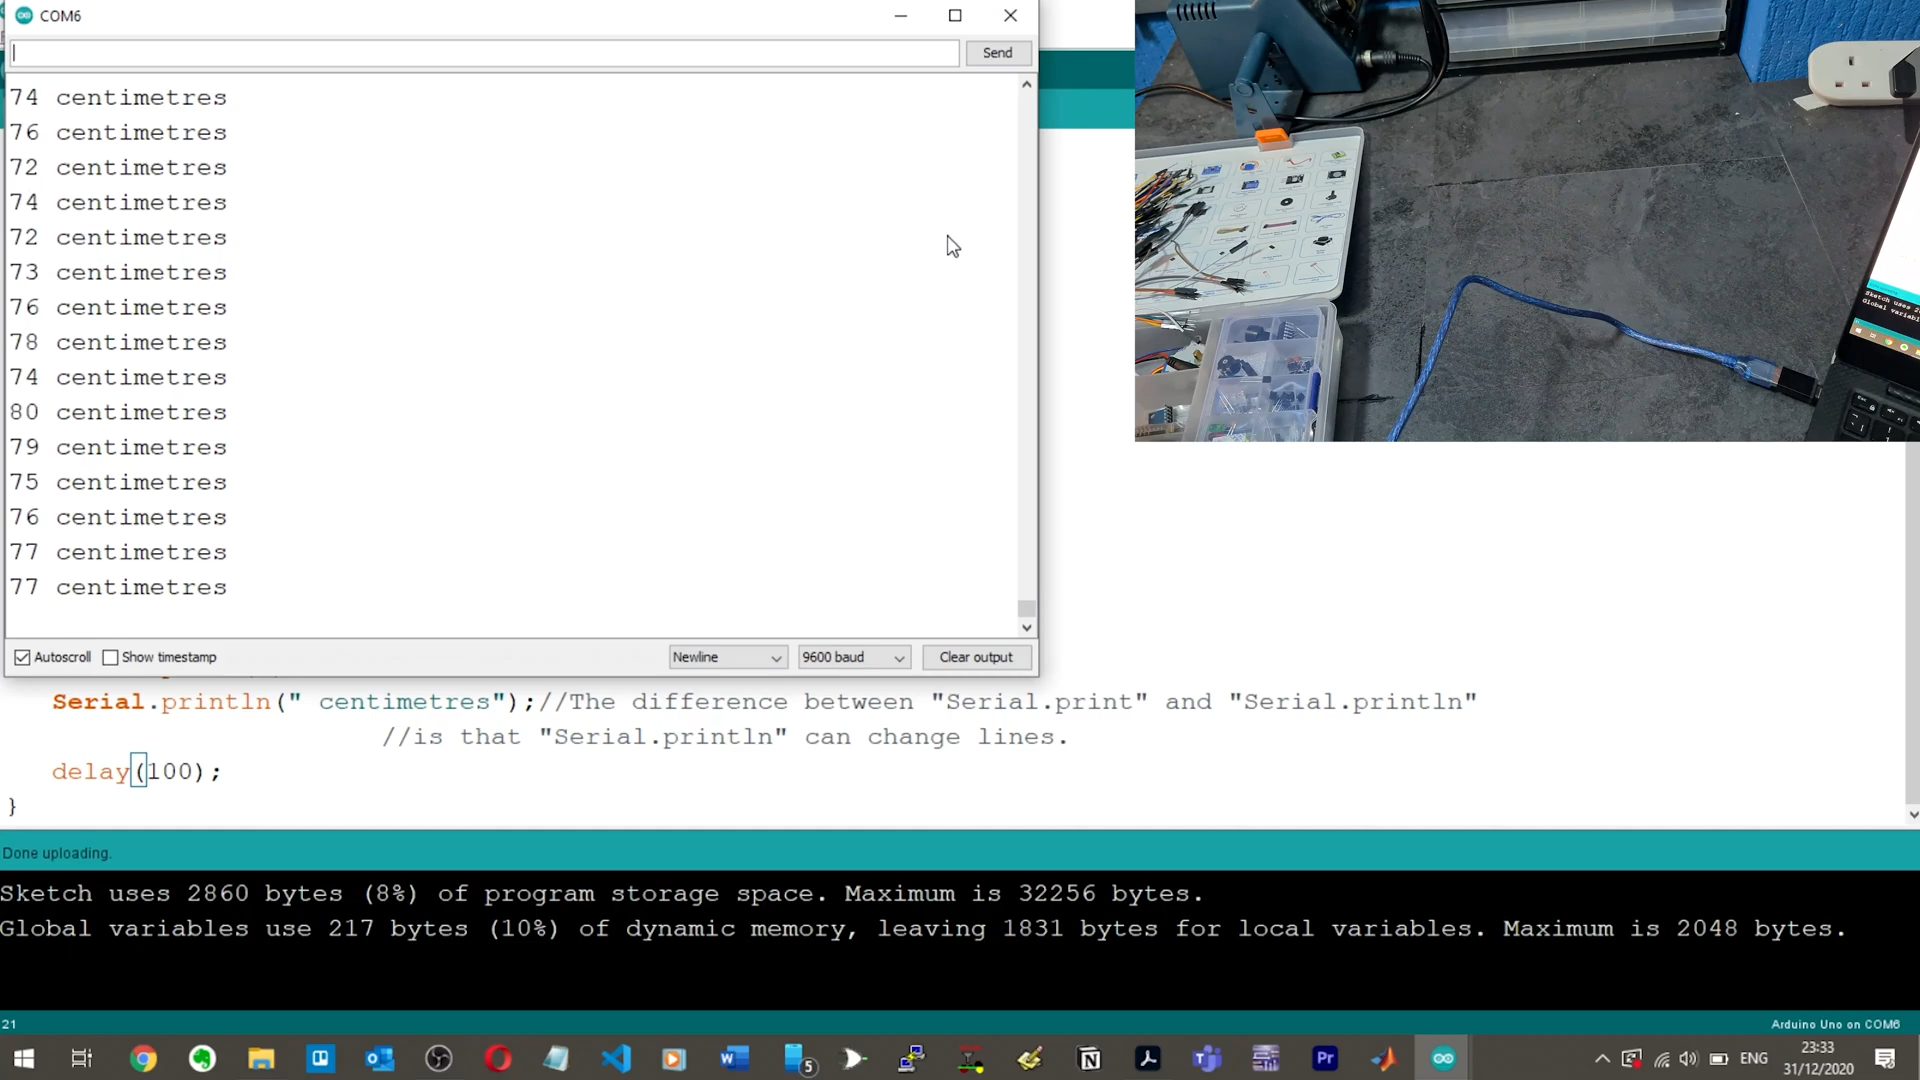 COM6
Send
74 centimetres
76 centimetres
72 centimetres
74 centimetres
72 centimetres
73 centimetres
76 centimetres
78 centimetres
74 centimetres
80 centimetres
79 centimetres
75 centimetres
76 centimetres
77 centimetres
77 centimetres
Autoscroll Show timestamp Newline 9600 baud Clear output
Serial.println(" centimetres");//The difference between "Serial.print" and "Serial.println"
//is that "Serial.println" can change lines.
delay(100);
}
Done uploading.
Sketch uses 2860 bytes (8%) of program storage space. Maximum is 32256 bytes.
Global variables use 217 bytes (10%) of dynamic memory, leaving 1831 bytes for local variables. Maximum is 2048 bytes.
21 Arduino Uno on COM6
5 ENG 23:33
31/12/2020
Sketch uses
Global variab